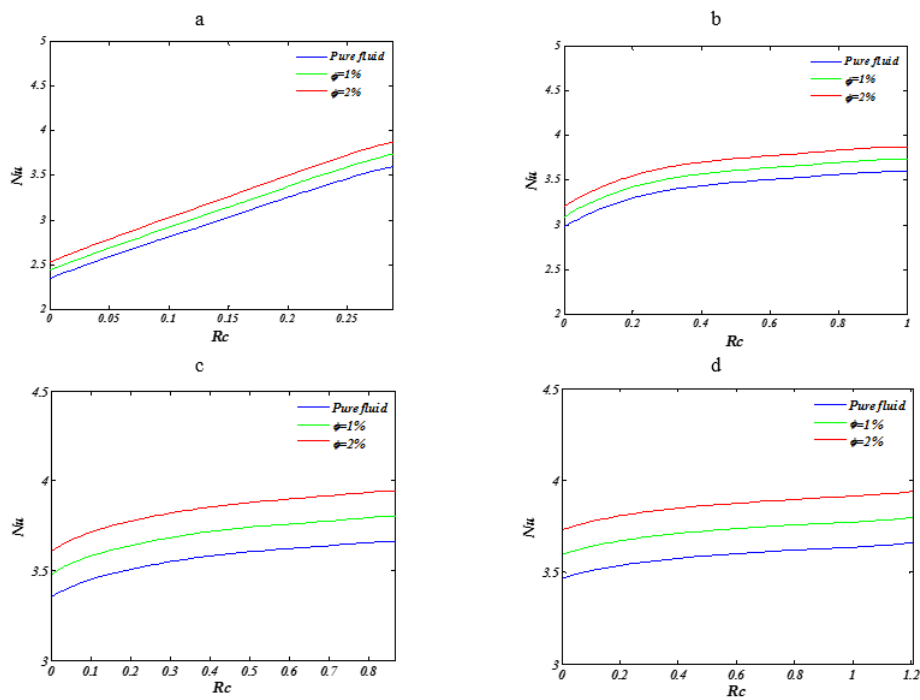 a
5
4.5
4
3.5
3
2.5
2
Nu
0
0.05
0.1
0.15
0.2
0.25
Rc
Pure fluid
ϕ=1%
ϕ=2%
b
5
4.5
4
3.5
3
2.5
2
Nu
0
0.2
0.4
0.6
0.8
1
Rc
Pure fluid
ϕ=1%
ϕ=2%
c
4.5
4
3.5
3
Nu
0
0.1
0.2
0.3
0.4
0.5
0.6
0.7
0.8
Rc
Pure fluid
ϕ=1%
ϕ=2%
d
4.5
4
3.5
3
Nu
0
0.2
0.4
0.6
0.8
1
1.2
Rc
Pure fluid
ϕ=1%
ϕ=2%